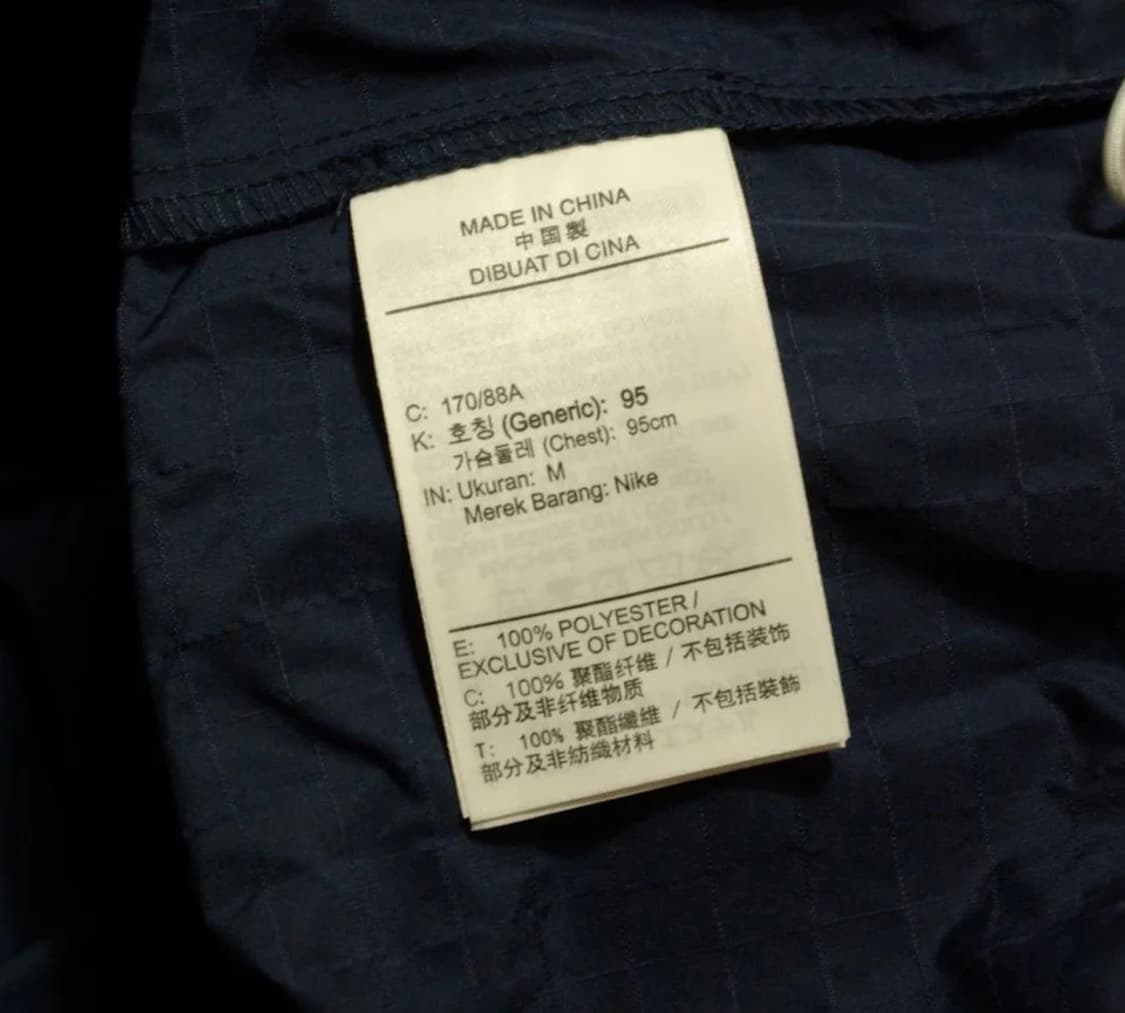 MADE IN CHINA
中国製
DIBUAT DI CINA
C: 170/88A
K: 호칭 (Generic): 95
가슴둘레 (Chest): 95cm
IN: Ukuran: M
Merek Barang: Nike
E: 100% POLYESTER /
EXCLUSIVE OF DECORATION
C: 100% 聚酯纤维 / 不包括装饰
部分及非纤维物质
T: 100% 聚酯纖維 / 不包括裝飾
部分及非紡織材料